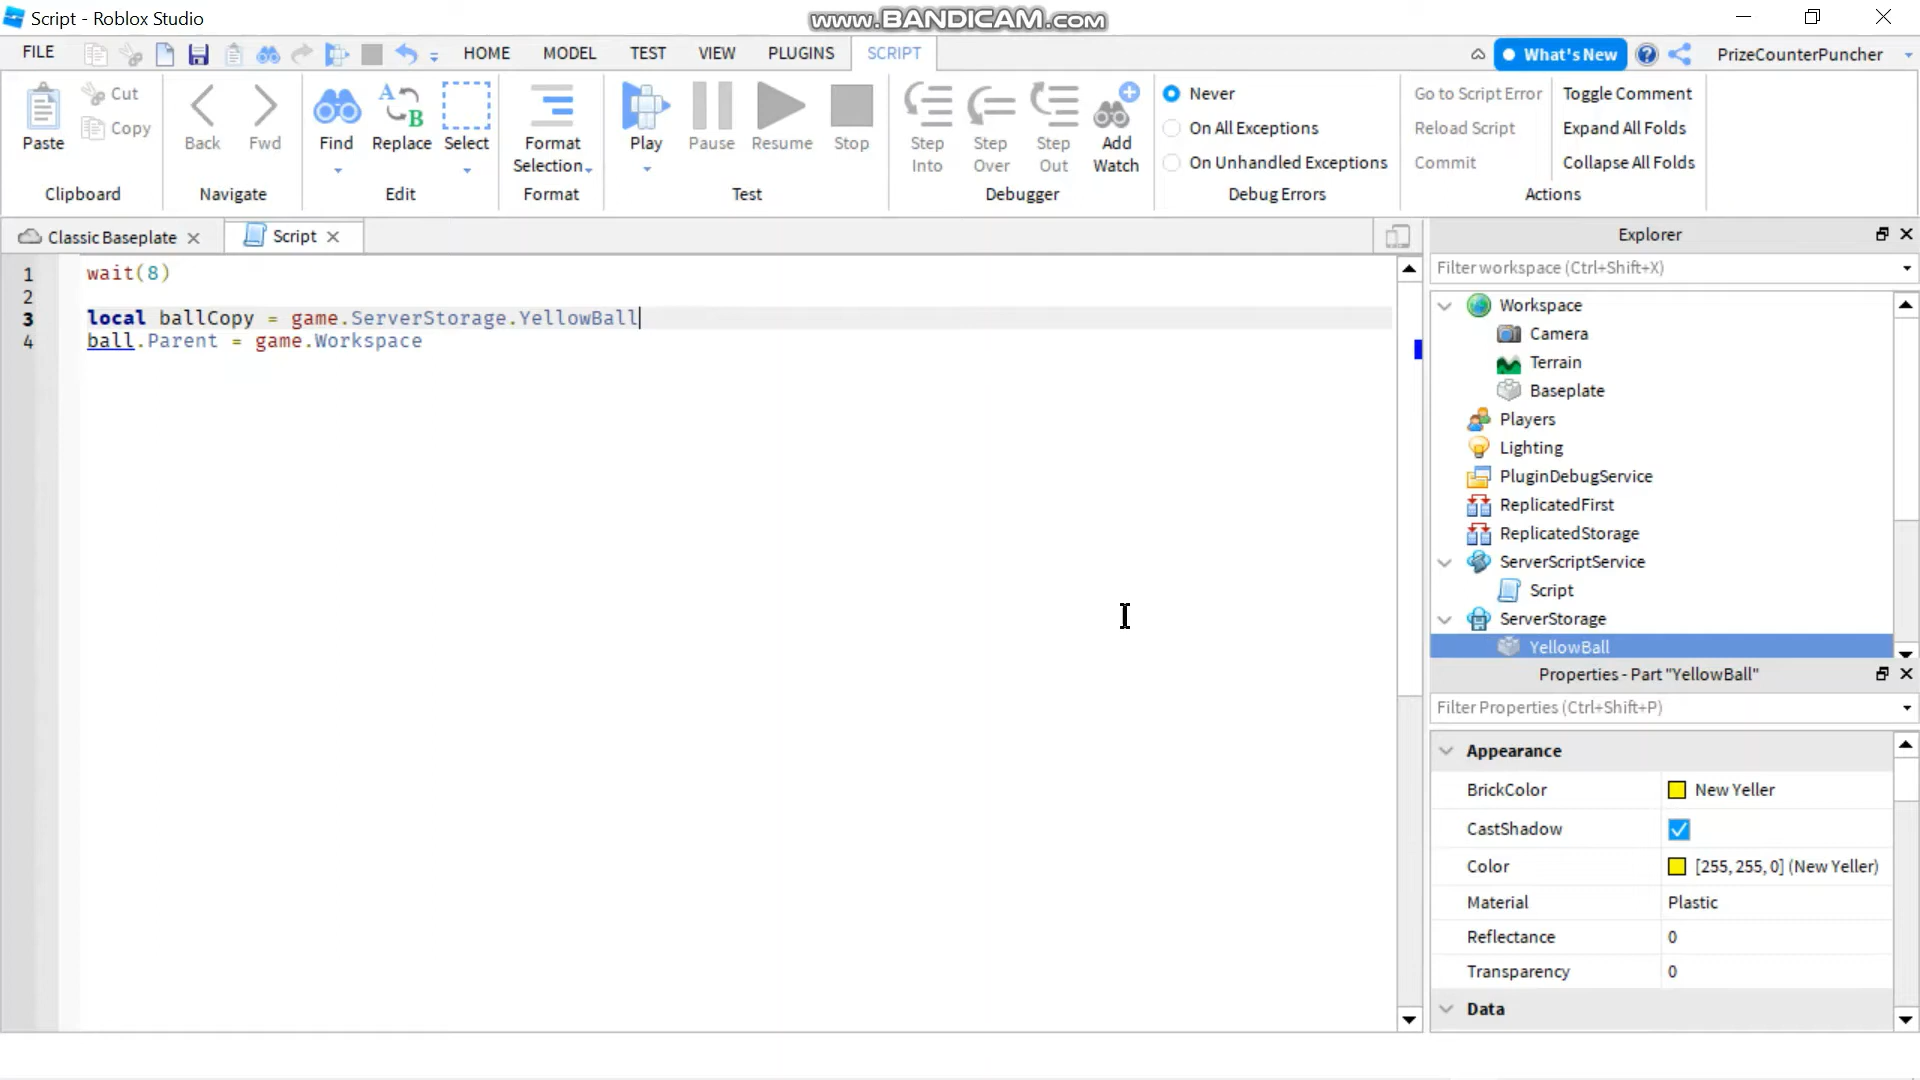 Script - Roblox Studio
www.BANDICAM.com
FILE
HOME
MODEL
TEST
VIEW
PLUGINS
SCRIPT
What's New
PrizeCounterPuncher
Paste
Cut
Copy
Clipboard
Back
Fwd
Navigate
Find
Replace
Select
Edit
Format
Selection
Format
Play
Pause
Resume
Stop
Test
Step
Into
Step
Over
Step
Out
Add
Watch
Debugger
Never
On All Exceptions
On Unhandled Exceptions
Debug Errors
Go to Script Error
Reload Script
Commit
Toggle Comment
Expand All Folds
Collapse All Folds
Actions
Classic Baseplate
Script
1 wait(8)
2
3 local ballCopy = game.ServerStorage.YellowBall
4 ball.Parent = game.Workspace
Explorer
Filter workspace (Ctrl+Shift+X)
Workspace
Camera
Terrain
Baseplate
Players
Lighting
PluginDebugService
ReplicatedFirst
ReplicatedStorage
ServerScriptService
Script
ServerStorage
YellowBall
Properties - Part "YellowBall"
Filter Properties (Ctrl+Shift+P)
Appearance
BrickColor New Yeller
CastShadow
Color [255, 255, 0] (New Yeller)
Material Plastic
Reflectance 0
Transparency 0
Data